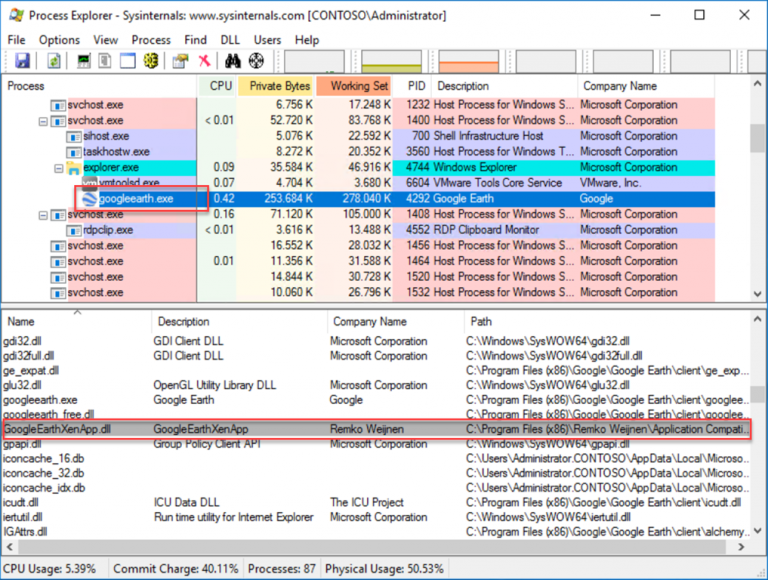 Process Explorer - Sysinternals: www.sysinternals.com [CONTOSO\Administrator]
File Options View Process Find DLL Users Help
Process CPU Private Bytes Working Set PID Description Company Name
svchost.exe 6.756 K 17.248 K 1232 Host Process for Windows S... Microsoft Corporation
svchost.exe < 0.01 52.720 K 83.768 K 1400 Host Process for Windows S... Microsoft Corporation
sihost.exe 5.076 K 22.592 K 700 Shell Infrastructure Host Microsoft Corporation
taskhostw.exe 8.272 K 20.352 K 3560 Host Process for Windows T... Microsoft Corporation
explorer.exe 0.09 35.584 K 46.916 K 4744 Windows Explorer Microsoft Corporation
vmtoolsd.exe 0.07 4.704 K 3.680 K 6604 VMware Tools Core Service VMware, Inc.
googleearth.exe 0.42 253.684 K 278.040 K 4292 Google Earth Google
svchost.exe 0.16 71.120 K 105.000 K 1408 Host Process for Windows S... Microsoft Corporation
rdpclip.exe < 0.01 3.616 K 13.488 K 4552 RDP Clipboard Monitor Microsoft Corporation
svchost.exe 16.552 K 28.032 K 1456 Host Process for Windows S... Microsoft Corporation
svchost.exe 0.01 11.356 K 31.588 K 1464 Host Process for Windows S... Microsoft Corporation
svchost.exe 14.844 K 30.728 K 1520 Host Process for Windows S... Microsoft Corporation
svchost.exe 10.060 K 26.796 K 1532 Host Process for Windows S... Microsoft Corporation
Name Description Company Name Path
gdi32.dll GDI Client DLL Microsoft Corporation C:\Windows\SysWOW64\gdi32.dll
gdi32full.dll GDI Client DLL Microsoft Corporation C:\Windows\SysWOW64\gdi32full.dll
ge_expat.dll C:\Program Files (x86)\Google\Google Earth\client\ge_exp...
glu32.dll OpenGL Utility Library DLL Microsoft Corporation C:\Windows\SysWOW64\glu32.dll
googleearth.exe Google Earth Google C:\Program Files (x86)\Google\Google Earth\client\googlee...
googleearth_free.dll C:\Program Files (x86)\Google\Google Earth\client\googlee...
GoogleEarthXenApp.dll GoogleEarthXenApp Remko Weijnen C:\Program Files (x86)\Remko Weijnen\Application Compati...
gpapi.dll Group Policy Client API Microsoft Corporation C:\Windows\SysWOW64\gpapi.dll
iconcache_16.db C:\Users\Administrator.CONTOSO\AppData\Local\Microso...
iconcache_32.db C:\Users\Administrator.CONTOSO\AppData\Local\Microso...
iconcache_idx.db C:\Users\Administrator.CONTOSO\AppData\Local\Microso...
icudt.dll ICU Data DLL The ICU Project C:\Program Files (x86)\Google\Google Earth\client\icudt.dll
iertutil.dll Run time utility for Internet Explorer Microsoft Corporation C:\Windows\SysWOW64\iertutil.dll
IGAttrs.dll C:\Program Files (x86)\Google\Google Earth\client\alchemy...
CPU Usage: 5.39% Commit Charge: 40.11% Processes: 87 Physical Usage: 50.53%